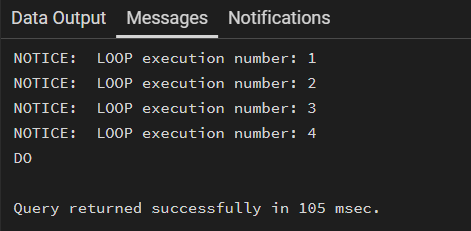 Data Output Messages Notifications
NOTICE:  LOOP execution number: 1
NOTICE:  LOOP execution number: 2
NOTICE:  LOOP execution number: 3
NOTICE:  LOOP execution number: 4
DO
Query returned successfully in 105 msec.